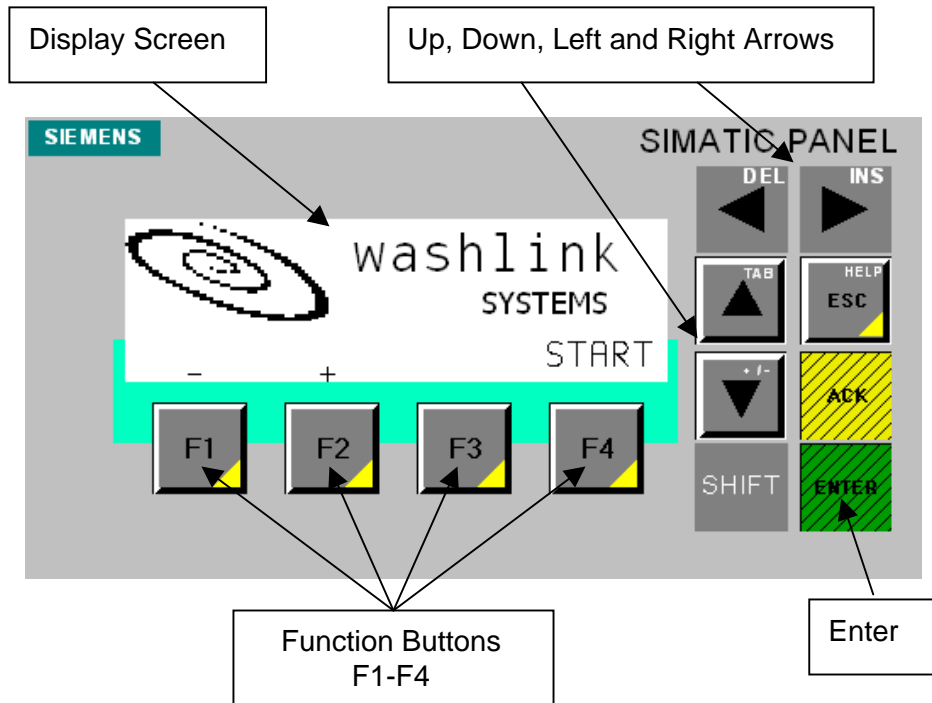 Display Screen
Up, Down, Left and Right Arrows
SIEMENS
SIMATIC PANEL
DEL
INS
washlink
SYSTEMS
START
TAB
HELP
ESC
- +
+/-
ACK
F1 F2 F3 F4
SHIFT
ENTER
Function Buttons
F1-F4
Enter